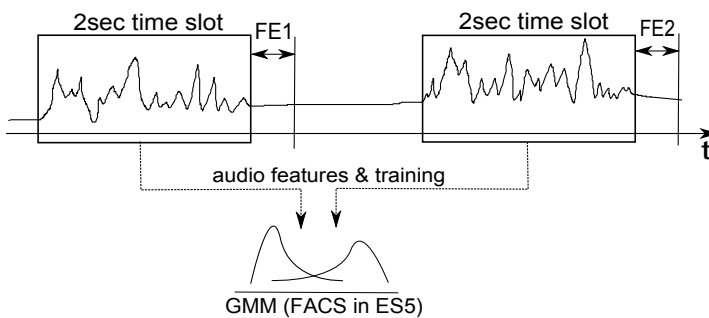 2sec time slot
FE1
2sec time slot
FE2
t
audio features & training
GMM (FACS in ES5)